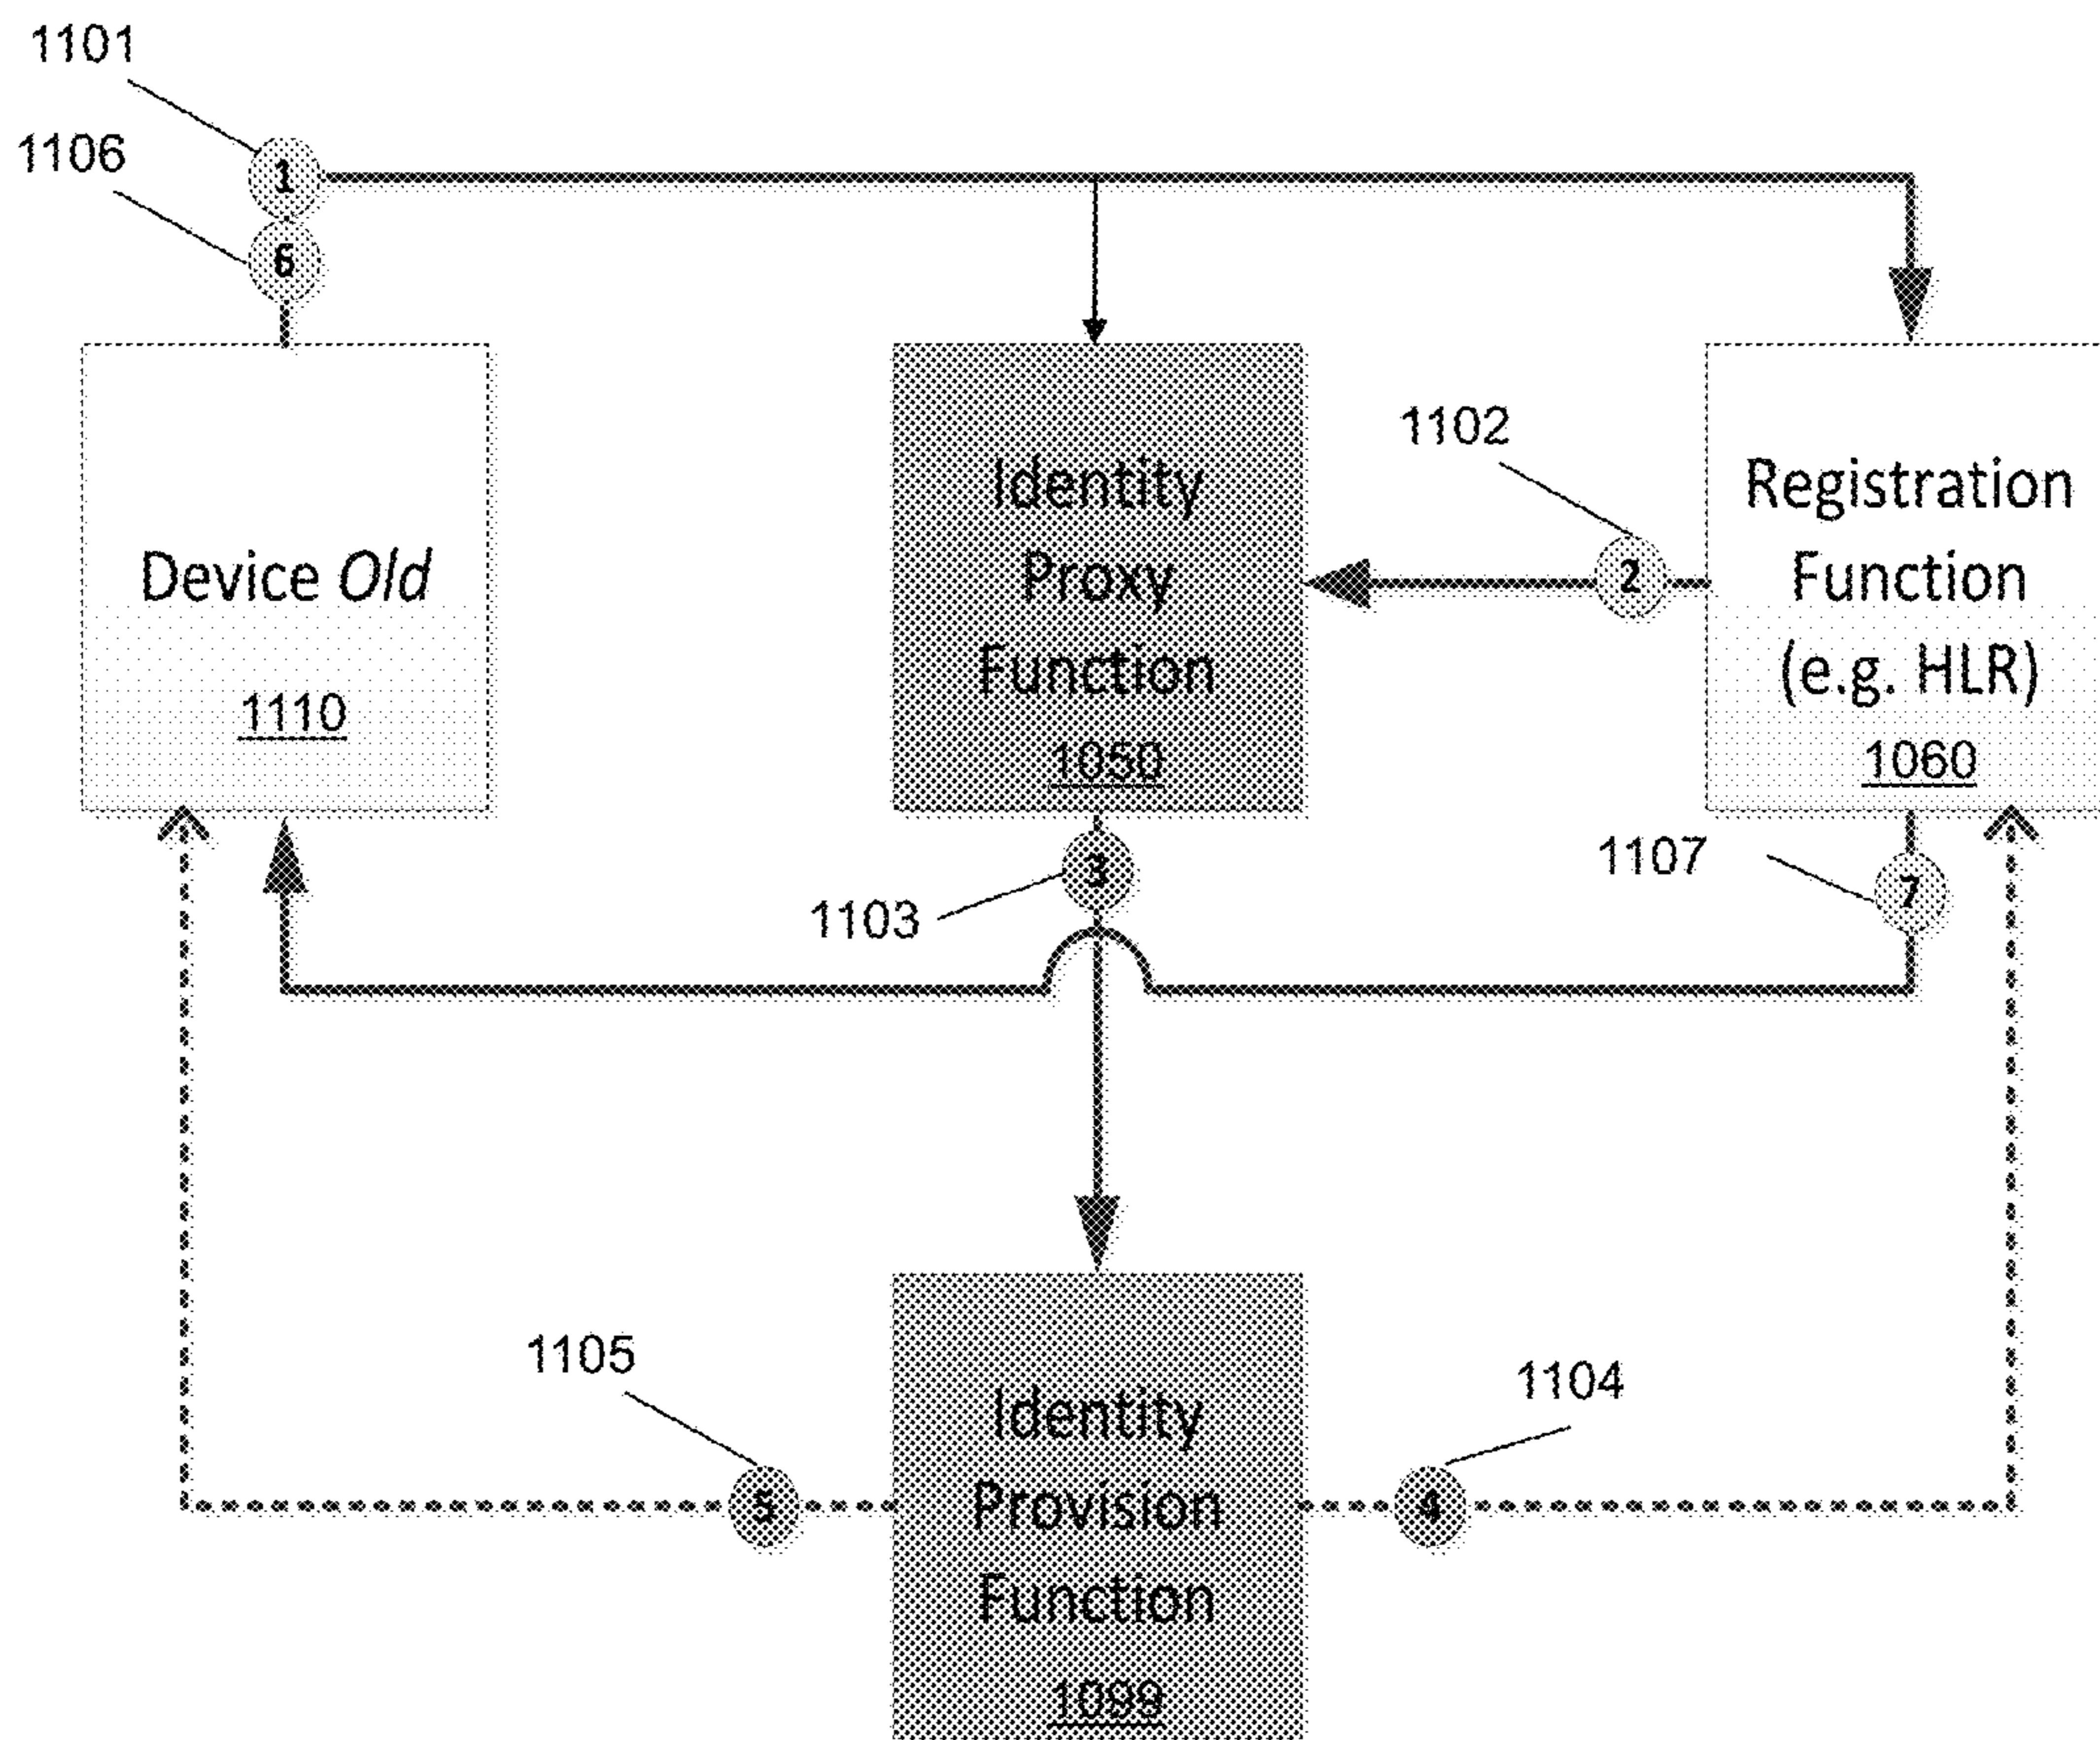 1101
1106
1
6
Device Old
1110
Identity
Proxy
Function
1050
1102
2
Registration
Function
(e.g. HLR)
1060
1103
3
1107
7
1105
5
Identity
Provision
Function
1099
1104
4